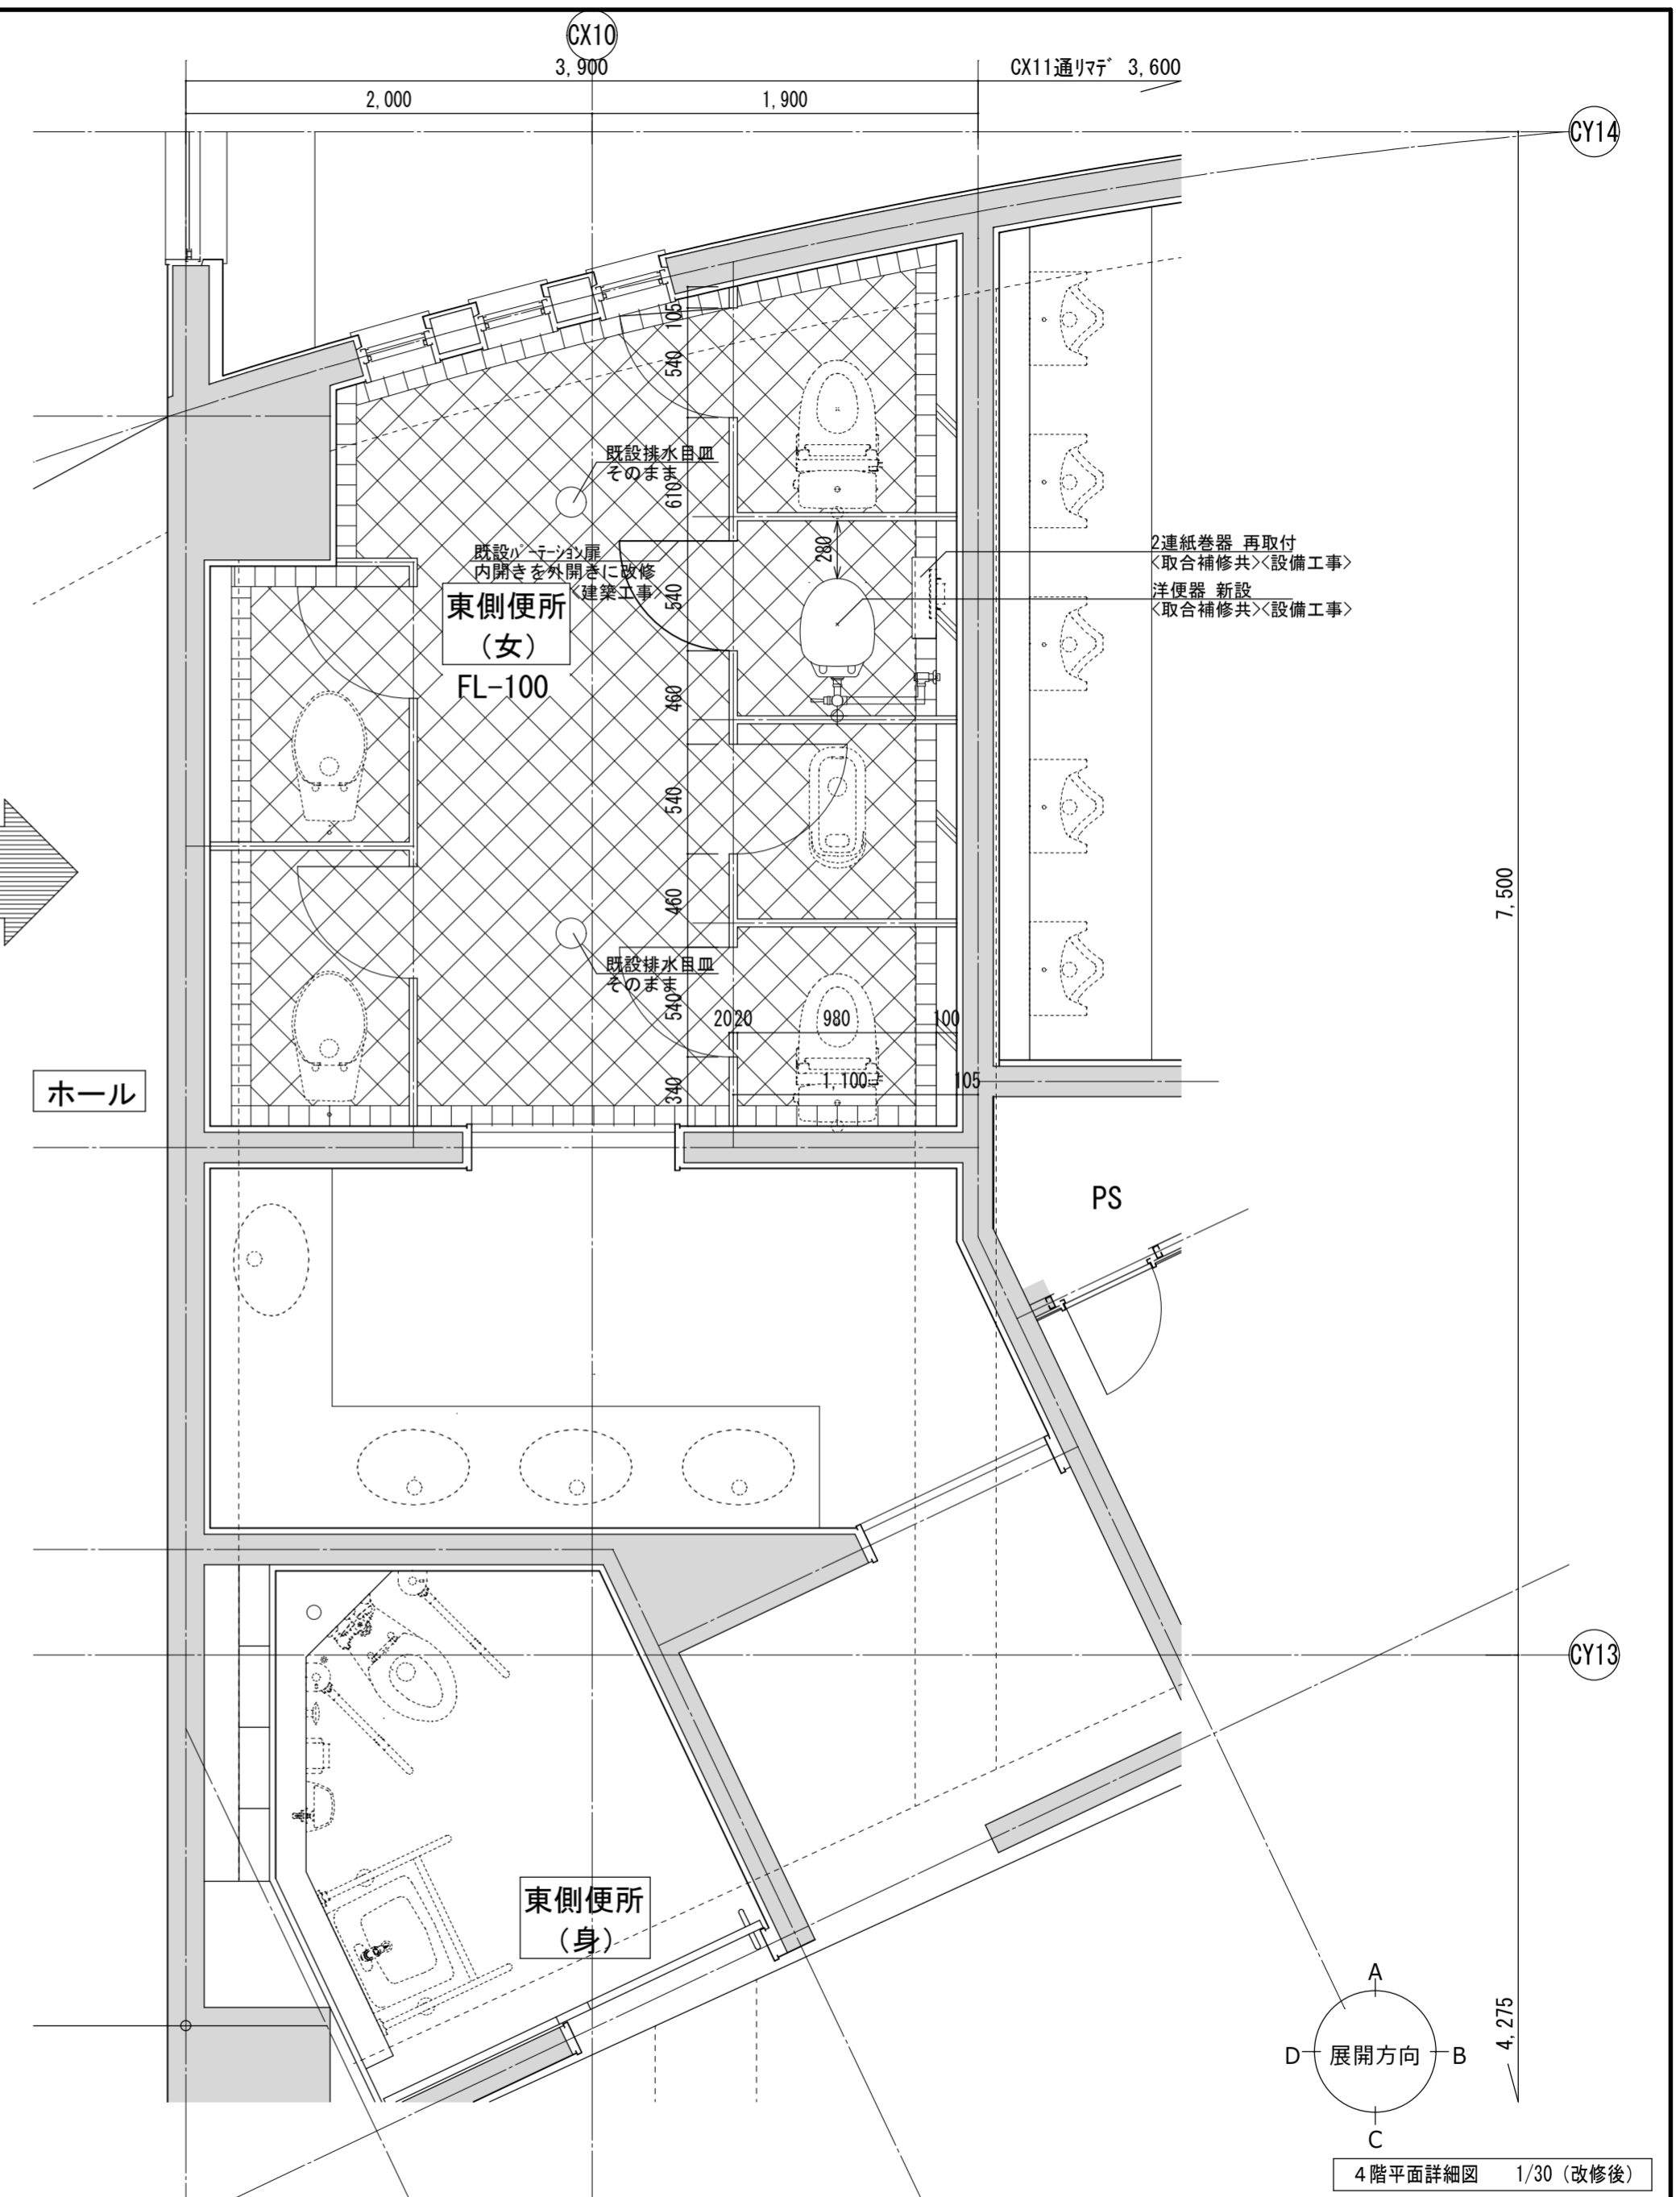 CX10
3,900
CX11通リマデ 3,600
2,000
1,900
CY14
105
540
既設排水目皿
そのまま
610
280
既設パーテーション扉
内開きを外開きに改修
<建築工事>
2連紙巻器 再取付
<取合補修共><設備工事>
洋便器 新設
<取合補修共><設備工事>
540
東側便所
(女)
FL-100
460
540
460
7,500
既設排水目皿
そのまま
540
2020
980
100
340
1,100
105
ホール
PS
CY13
東側便所
(身)
A
D
展開方向
B
C
4,275
4階平面詳細図 1/30 (改修後)